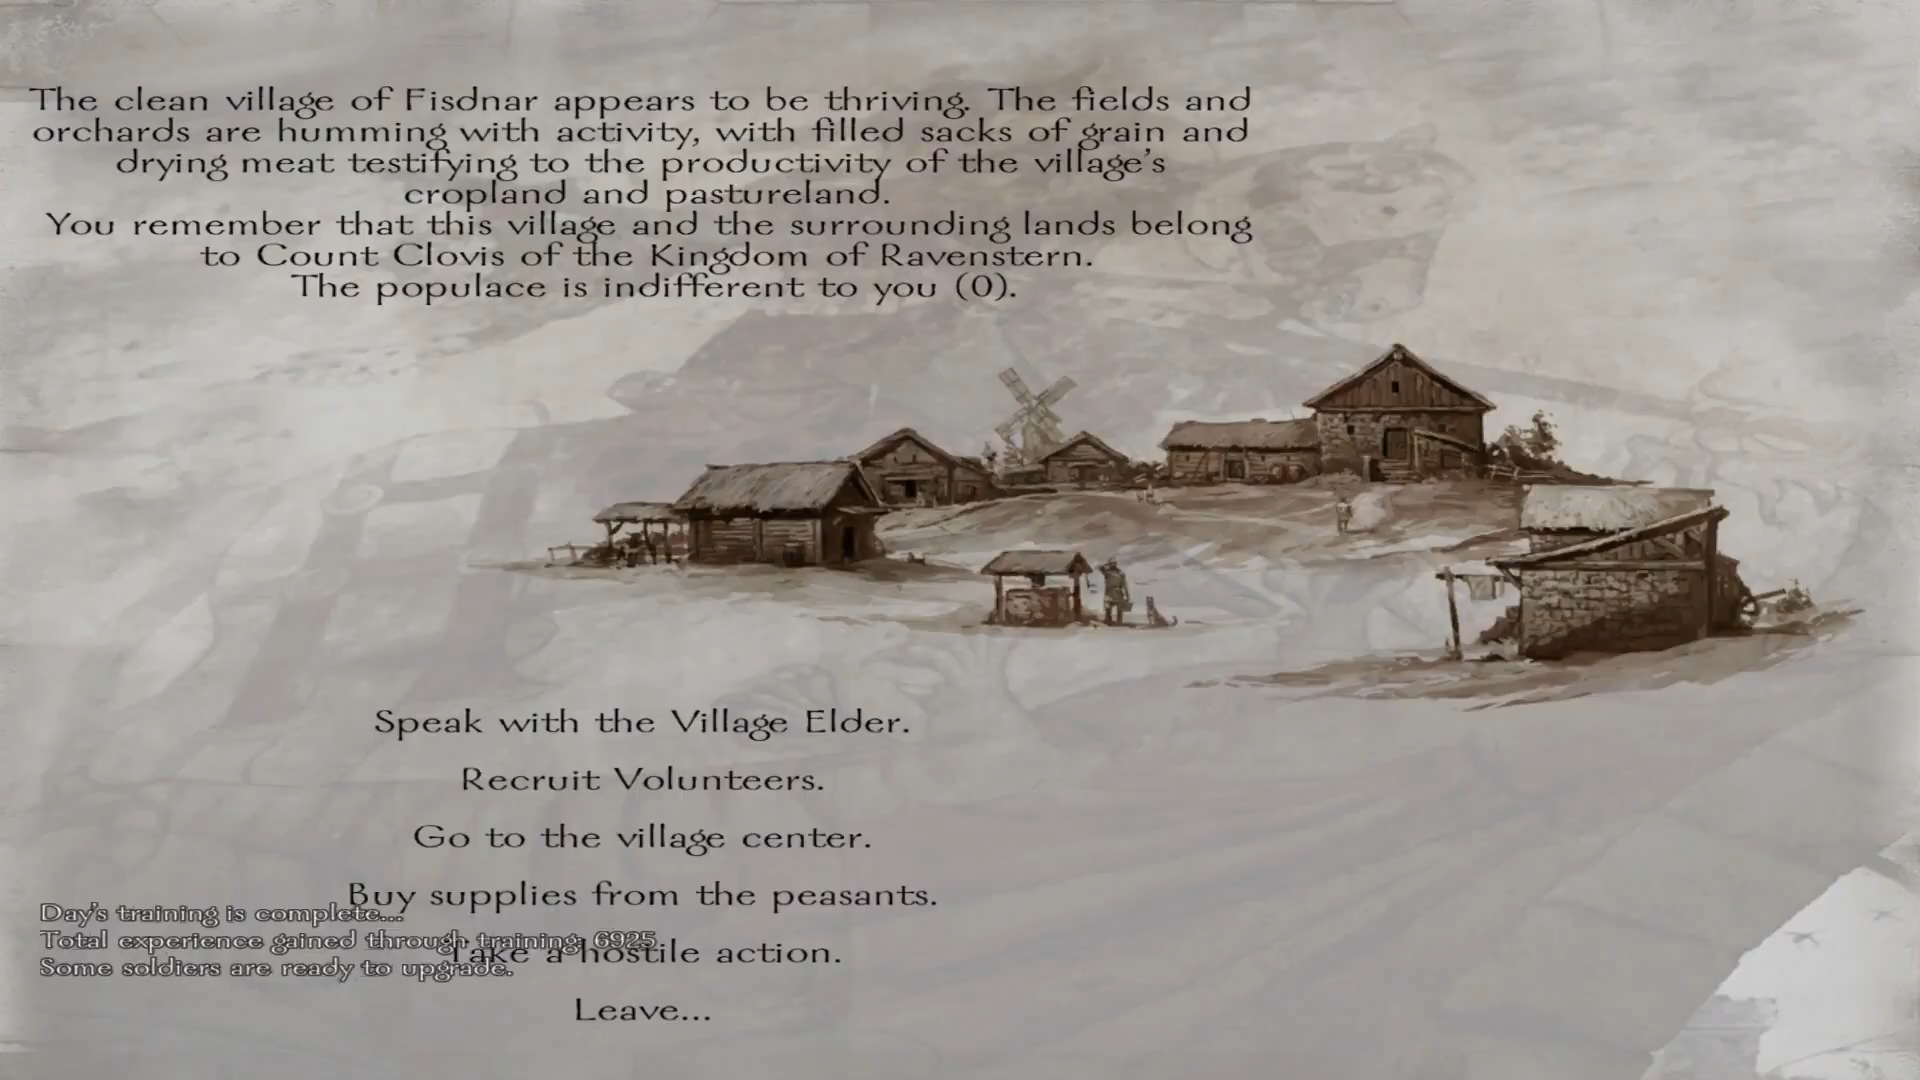 The clean village of Fisdnar appears to be thriving. The fields and
orchards are humming with activity, with filled sacks of grain and
drying meat testifying to the productivity of the village's
cropland and pastureland.
You remember that this village and the surrounding lands belong
to Count Clovis of the Kingdom of Ravenstern.
The populace is indifferent to you (0).
Speak with the Village Elder.
Recruit Volunteers.
Go to the village center.
Buy supplies from the peasants.
Day's training is complete...
Total experience gained through training: 6925
Take a hostile action.
Some soldiers are ready to upgrade.
Leave...